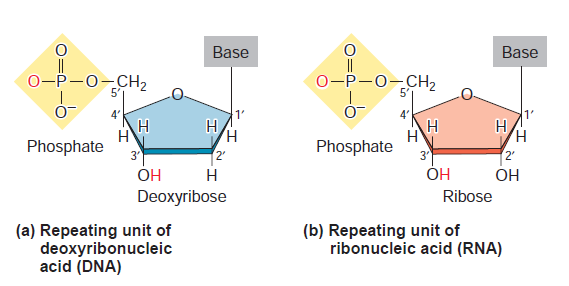 O
Base
O–P–O–CH2
5′
O
O−
4′
1′
H
H
H
H
Phosphate
3′
2′
OH
H
Deoxyribose
(a) Repeating unit of
deoxyribonucleic
acid (DNA)
O
Base
O–P–O–CH2
5′
O
O−
4′
1′
H
H
H
H
Phosphate
3′
2′
OH
OH
Ribose
(b) Repeating unit of
ribonucleic acid (RNA)